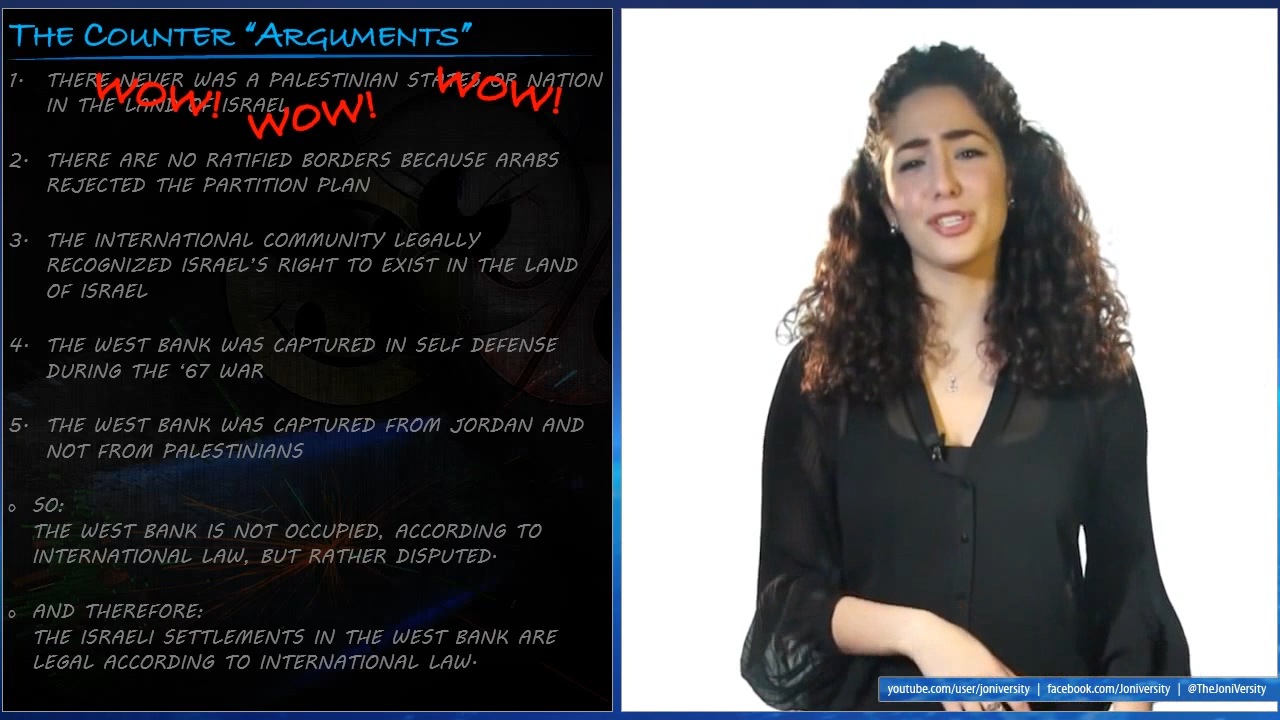 THE COUNTER “ARGUMENTS”
1. THERE NEVER WAS A PALESTINIAN STATES OR NATION
IN THE LAND OF ISRAEL
WOW! WOW! WOW!
2. THERE ARE NO RATIFIED BORDERS BECAUSE ARABS
REJECTED THE PARTITION PLAN
3. THE INTERNATIONAL COMMUNITY LEGALLY
RECOGNIZED ISRAEL’S RIGHT TO EXIST IN THE LAND
OF ISRAEL
4. THE WEST BANK WAS CAPTURED IN SELF DEFENSE
DURING THE ‘67 WAR
5. THE WEST BANK WAS CAPTURED FROM JORDAN AND
NOT FROM PALESTINIANS
o SO:
THE WEST BANK IS NOT OCCUPIED, ACCORDING TO
INTERNATIONAL LAW, BUT RATHER DISPUTED.
o AND THEREFORE:
THE ISRAELI SETTLEMENTS IN THE WEST BANK ARE
LEGAL ACCORDING TO INTERNATIONAL LAW.
youtube.com/user/joniversity | facebook.com/Joniversity | @TheJoniVersity